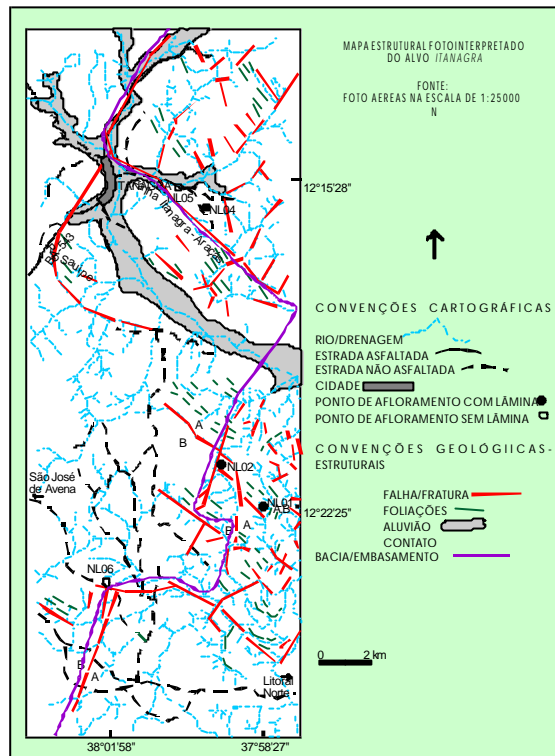 MAPA ESTRUTURAL FOTOINTERPRETADO
DO ALVO ITANAGRA
FONTE:
FOTO AEREAS NA ESCALA DE 1:25000
N
12°15'28"
NL05
NL04
Itanagra - Araçás
Sauípe
CONVENÇÕES CARTOGRÁFICAS
RIO/DRENAGEM
ESTRADA ASFALTADA
ESTRADA NÃO ASFALTADA
CIDADE
PONTO DE AFLORAMENTO COM LÂMINA
PONTO DE AFLORAMENTO SEM LÂMINA
CONVENÇÕES GEOLÓGIICAS-
ESTRUTURAIS
FALHA/FRATURA
FOLIAÇÕES
ALUVIÃO
CONTATO
BACIA/EMBASAMENTO
A
B
NL02
São José
de Avena
NL01
A,B
12°22'25"
B
A
NL06
B
A
0 2 km
Litoral
Norte
38°01'58"
37°58'27"